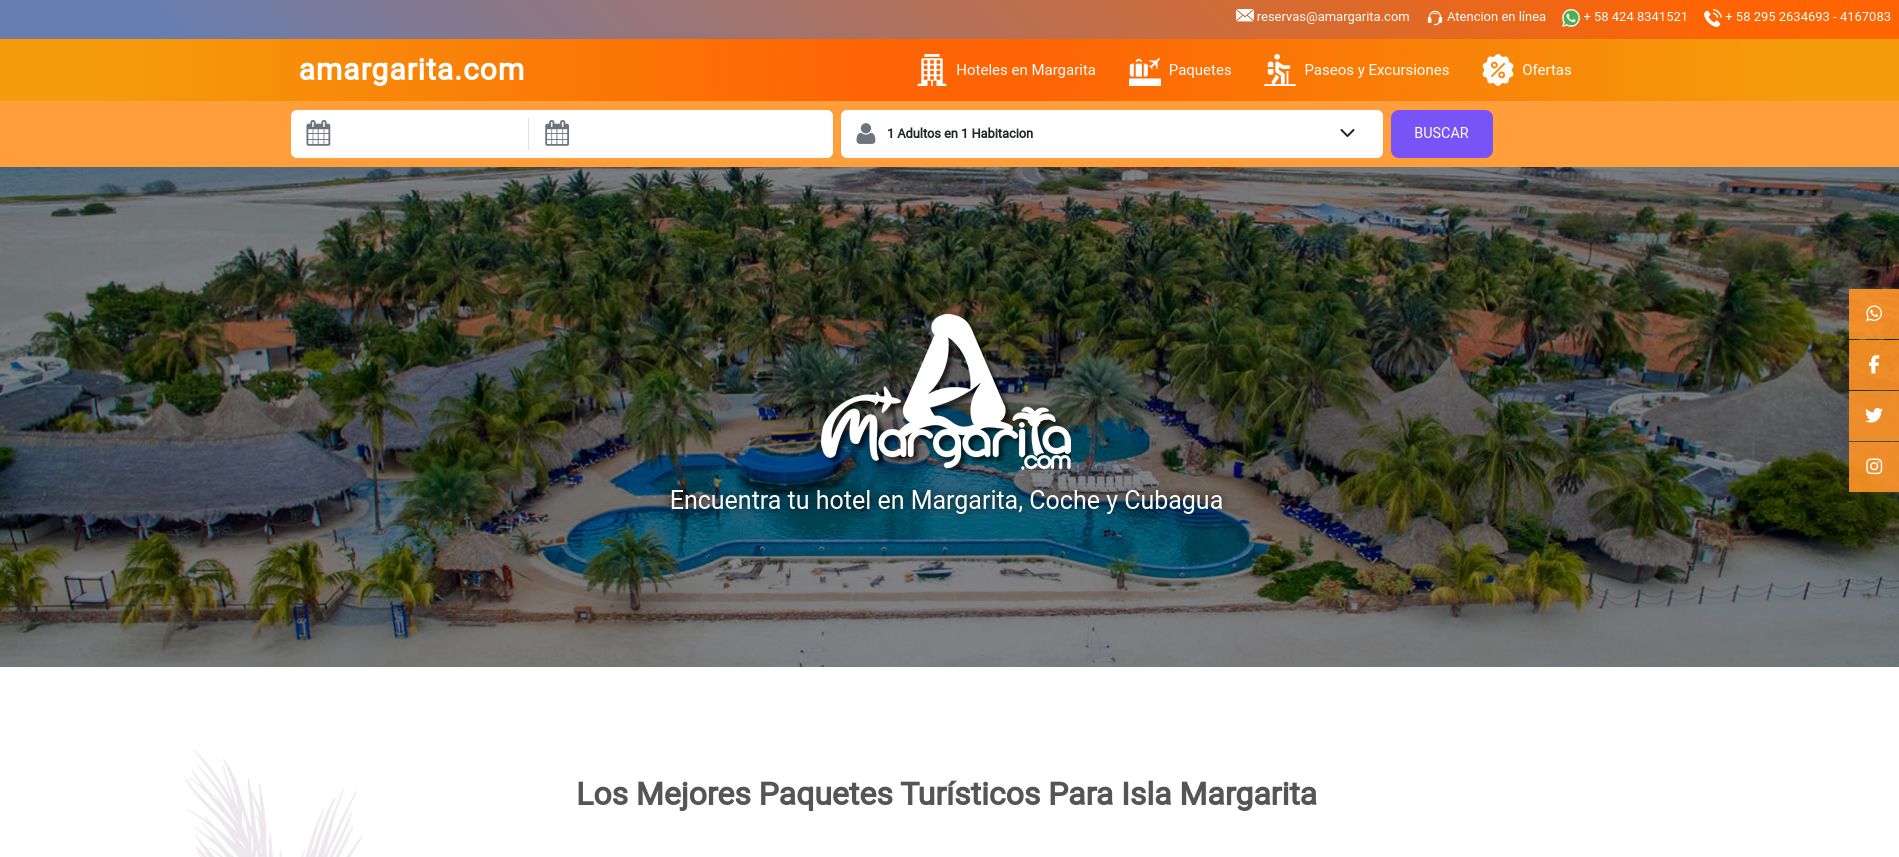 reservas@amargarita.com Atencion en línea + 58 424 8341521 + 58 295 2634693 - 4167083
amargarita.com Hoteles en Margarita Paquetes Paseos y Excursiones Ofertas
1 Adultos en 1 Habitacion BUSCAR
A
Margarita
.com
Encuentra tu hotel en Margarita, Coche y Cubagua
Los Mejores Paquetes Turísticos Para Isla Margarita